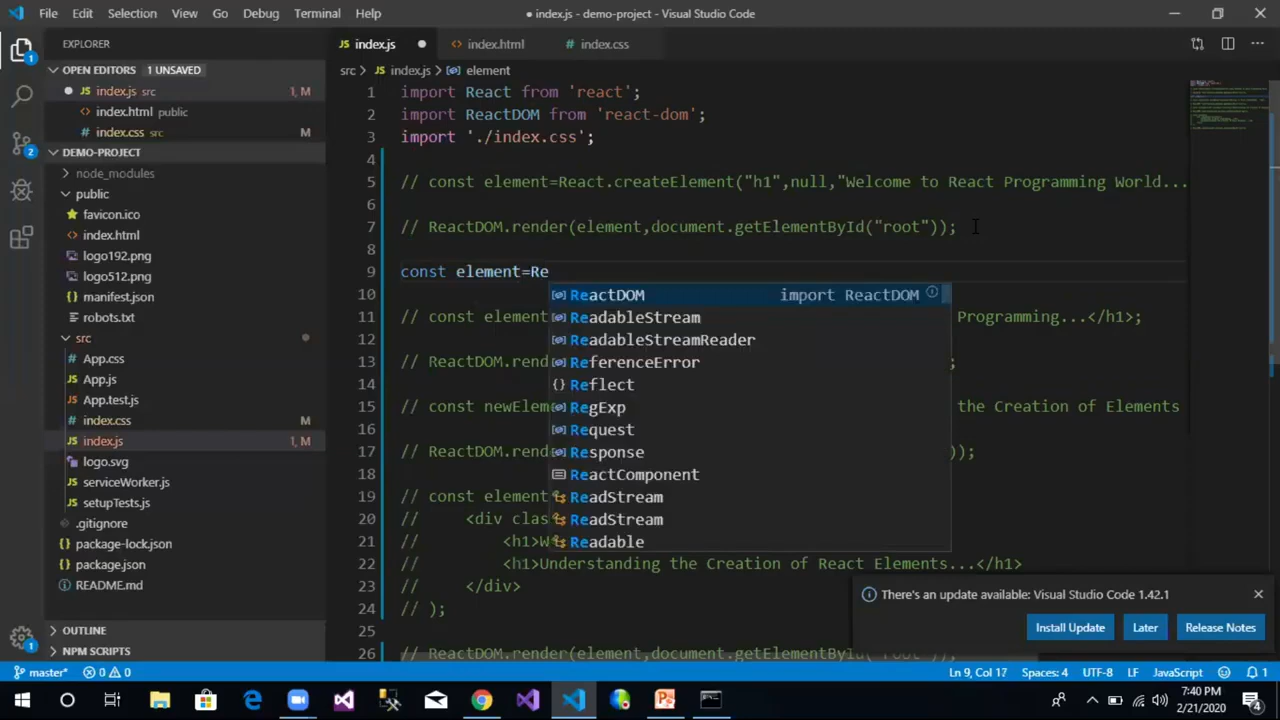 File Edit Selection View Go Debug Terminal Help
● index.js - demo-project - Visual Studio Code
EXPLORER
OPEN EDITORS 1 UNSAVED
index.js src 1, M
index.html public
index.css src M
DEMO-PROJECT
node_modules
public
favicon.ico
index.html
logo192.png
logo512.png
manifest.json
robots.txt
src
App.css
App.js
App.test.js
index.css M
index.js 1, M
logo.svg
serviceWorker.js
setupTests.js
.gitignore
package-lock.json
package.json
README.md
OUTLINE
NPM SCRIPTS
index.js index.html index.css
src > index.js > element
1 import React from 'react';
2 import ReactDOM from 'react-dom';
3 import './index.css';
4
5 // const element=React.createElement("h1",null,"Welcome to React Programming World...
6
7 // ReactDOM.render(element,document.getElementById("root"));
8
9 const element=Re
10
11 // const element Programming...</h1>;
12
13 // ReactDOM.rend ;
14
15 // const newElem the Creation of Elements
16
17 // ReactDOM.rend ));
18
19 // const element
20 // <div clas
21 // <h1>W
22 // <h1>Understanding the Creation of React Elements...</h1>
23 // </div>
24 // );
25
26 // ReactDOM.render(element,document.getElementById("root"));
ReactDOM import ReactDOM
ReadableStream
ReadableStreamReader
ReferenceError
Reflect
RegExp
Request
Response
ReactComponent
ReadStream
ReadStream
Readable
There's an update available: Visual Studio Code 1.42.1
Install Update Later Release Notes
master* 0 0 Ln 9, Col 17 Spaces: 4 UTF-8 LF JavaScript 1
7:40 PM
2/21/2020